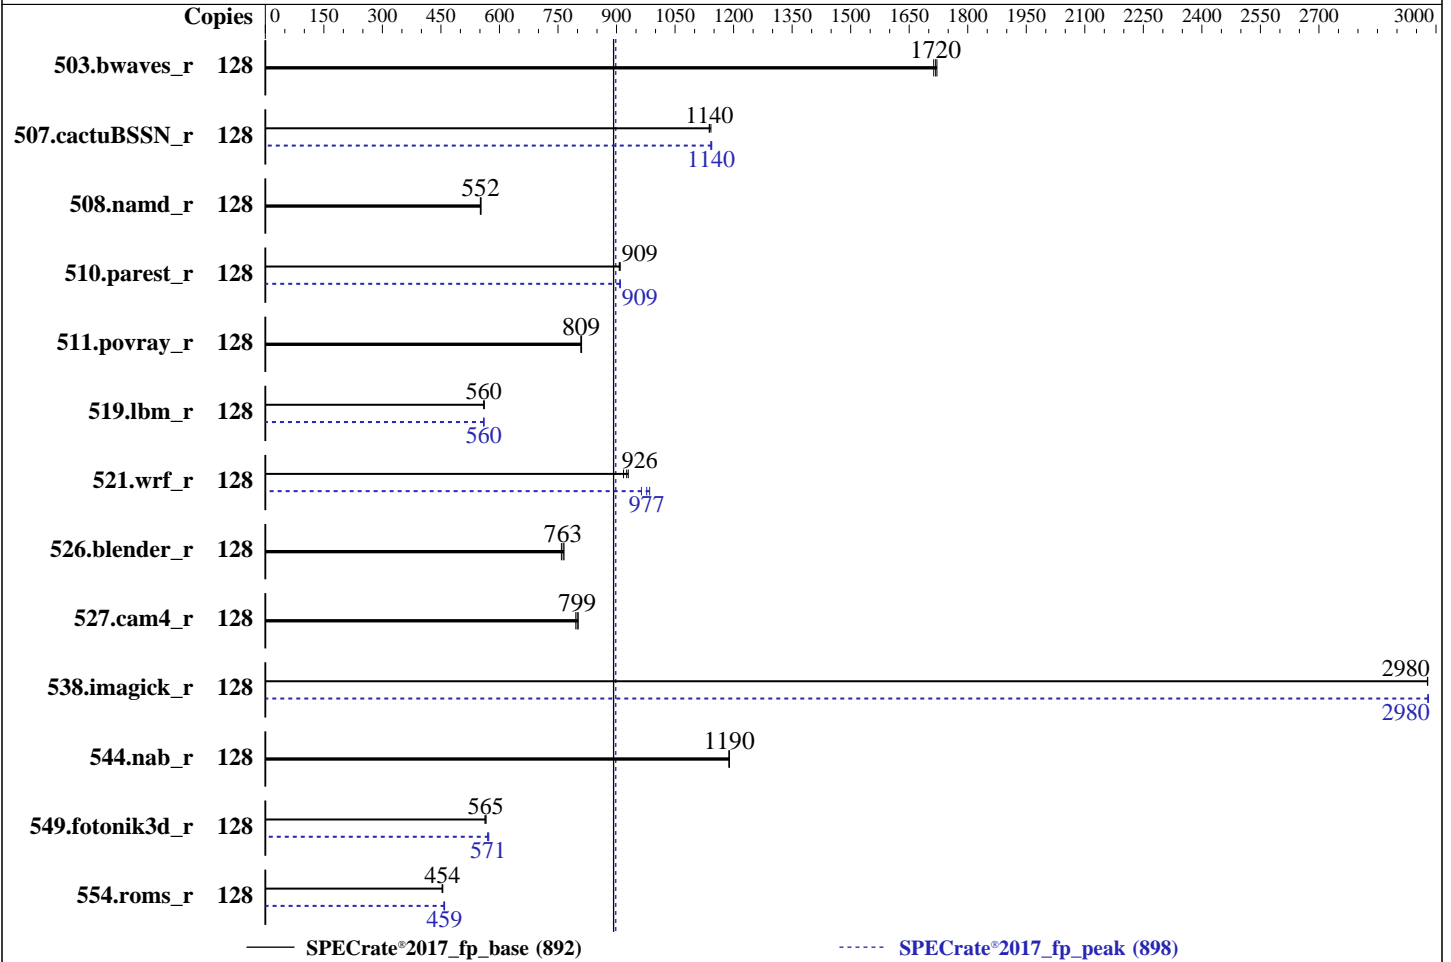 Copies 0 150 300 450 600 750 900 1050 1200 1350 1500 1650 1800 1950 2100 2250 2400 2550 2700 3000
1720
503.bwaves_r 128
1140
507.cactuBSSN_r 128
1140
552
508.namd_r 128
909
510.parest_r 128
909
809
511.povray_r 128
560
519.lbm_r 128
560
926
521.wrf_r 128
977
763
526.blender_r 128
799
527.cam4_r 128
2980
538.imagick_r 128
2980
1190
544.nab_r 128
565
549.fotonik3d_r 128
571
454
554.roms_r 128
459
SPECrate®2017_fp_base (892) SPECrate®2017_fp_peak (898)